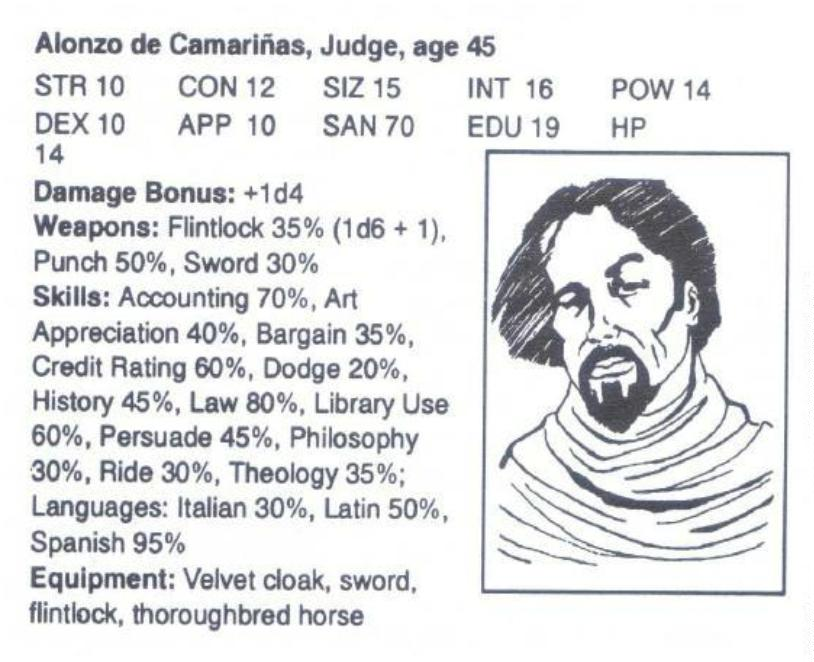 Alonzo de Camariñas, Judge, age 45
STR 10 CON 12 SIZ 15 INT 16 POW 14
DEX 10 APP 10 SAN 70 EDU 19 HP
14
Damage Bonus: +1d4
Weapons: Flintlock 35% (1d6 + 1),
Punch 50%, Sword 30%
Skills: Accounting 70%, Art
Appreciation 40%, Bargain 35%,
Credit Rating 60%, Dodge 20%,
History 45%, Law 80%, Library Use
60%, Persuade 45%, Philosophy
30%, Ride 30%, Theology 35%;
Languages: Italian 30%, Latin 50%,
Spanish 95%
Equipment: Velvet cloak, sword,
flintlock, thoroughbred horse